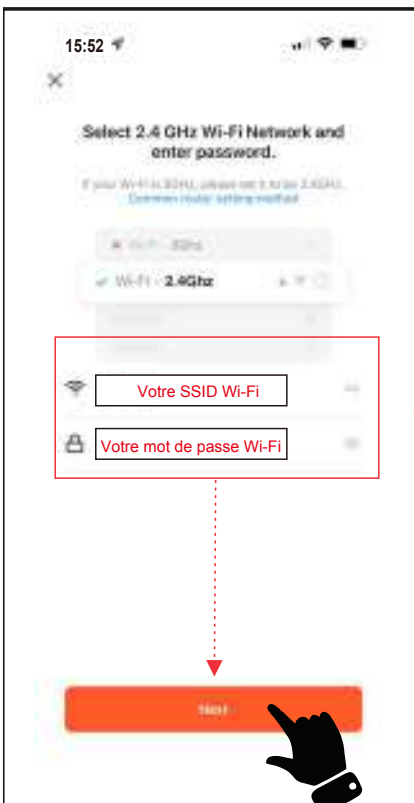 15:52
Select 2.4 GHz Wi-Fi Network and
enter password.
If your Wi-Fi is 5GHz, please set it to be 2.4GHz.
Common router setting method
Wi-Fi - 5Ghz
Wi-Fi - 2.4Ghz
Votre SSID Wi-Fi
Votre mot de passe Wi-Fi
Next